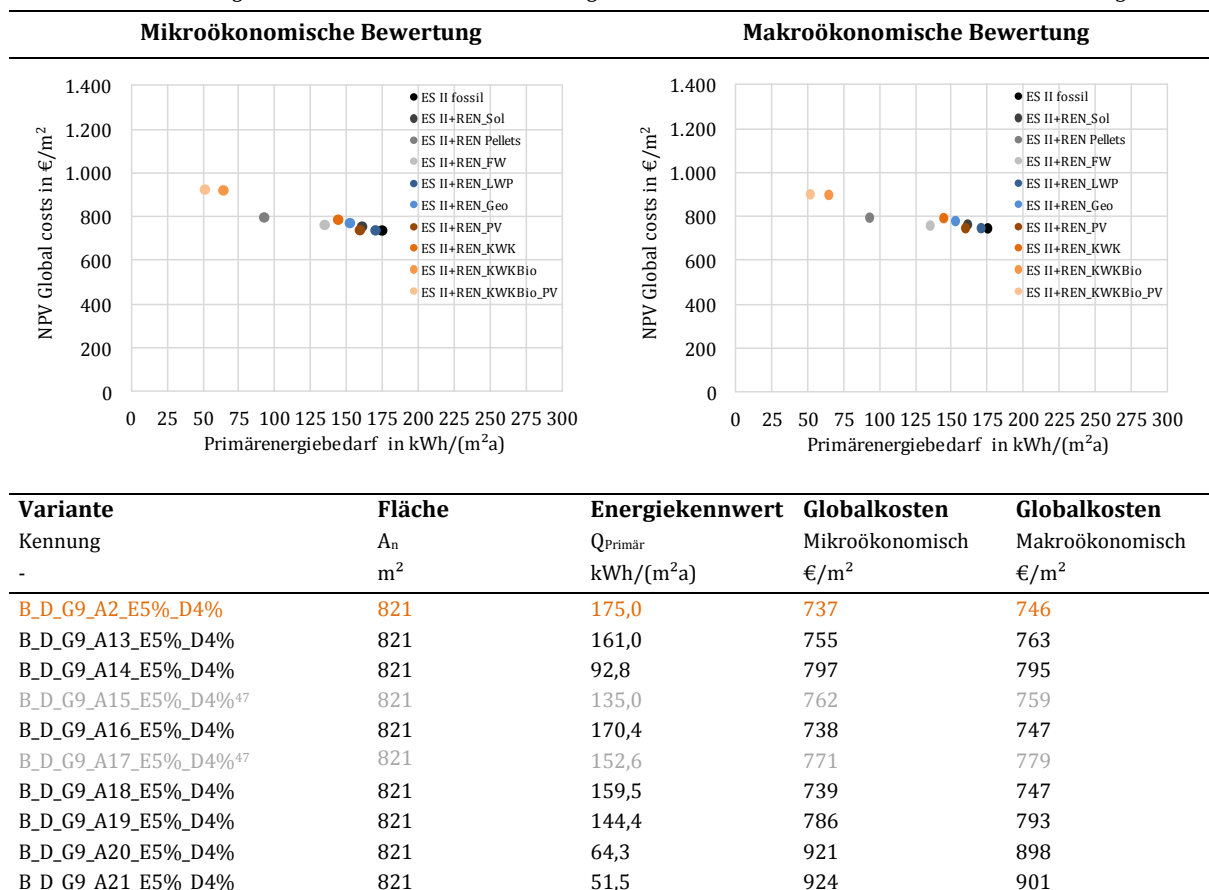 Mikroökonomische Bewertung Makroökonomische Bewertung
1.400
1.200
1.000
800
600
400
200
0
NPV Global costs in €/m²
0 25 50 75 100 125 150 175 200 225 250 275 300
Primärenergiebedarf in kWh/(m²a)
ES II fossil
ES II+REN_Sol
ES II+REN Pellets
ES II+REN_FW
ES II+REN_LWP
ES II+REN_Geo
ES II+REN_PV
ES II+REN_KWK
ES II+REN_KWKBio
ES II+REN_KWKBio_PV
1.400
1.200
1.000
800
600
400
200
0
NPV Global costs in €/m²
0 25 50 75 100 125 150 175 200 225 250 275 300
Primärenergiebedarf in kWh/(m²a)
ES II fossil
ES II+REN_Sol
ES II+REN Pellets
ES II+REN_FW
ES II+REN_LWP
ES II+REN_Geo
ES II+REN_PV
ES II+REN_KWK
ES II+REN_KWKBio
ES II+REN_KWKBio_PV
Variante Fläche Energiekennwert Globalkosten Globalkosten
Kennung An QPrimär Mikroökonomisch Makroökonomisch
- m² kWh/(m²a) €/m² €/m²
B_D_G9_A2_E5%_D4% 821 175,0 737 746
B_D_G9_A13_E5%_D4% 821 161,0 755 763
B_D_G9_A14_E5%_D4% 821 92,8 797 795
B_D_G9_A15_E5%_D4%⁴⁷ 821 135,0 762 759
B_D_G9_A16_E5%_D4% 821 170,4 738 747
B_D_G9_A17_E5%_D4%⁴⁷ 821 152,6 771 779
B_D_G9_A18_E5%_D4% 821 159,5 739 747
B_D_G9_A19_E5%_D4% 821 144,4 786 793
B_D_G9_A20_E5%_D4% 821 64,3 921 898
B_D_G9_A21_E5%_D4% 821 51,5 924 901